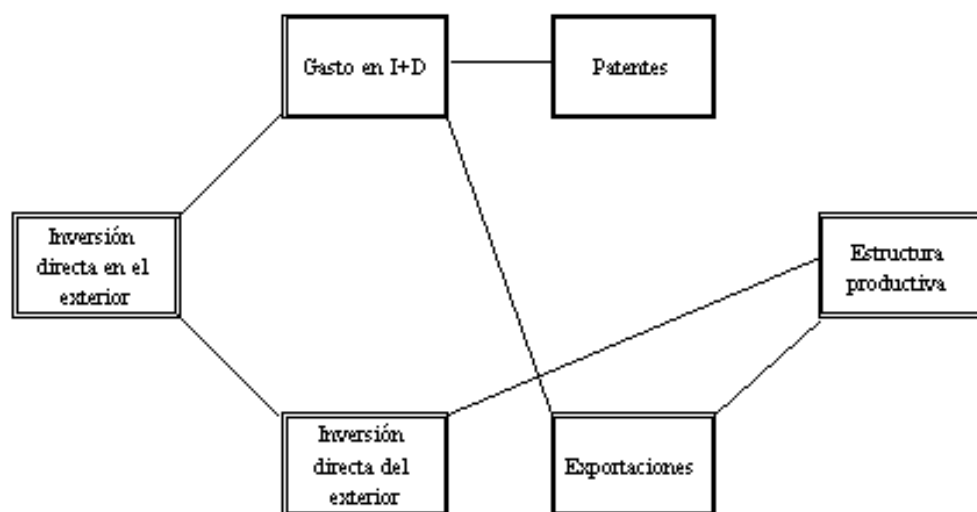 Gasto en I+D
Patentes
Inversión
directa en el
exterior
Estructura
productiva
Inversión
directa del
exterior
Exportaciones